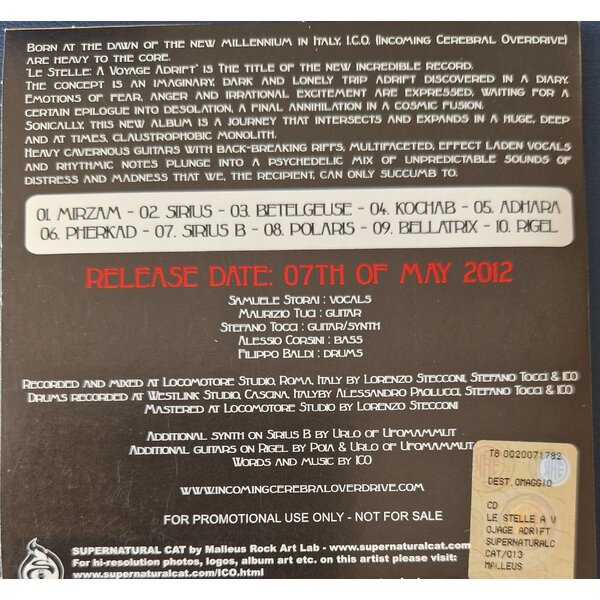 Born at the dawn of the new millennium in Italy, I.C.O. (Incoming Cerebral Overdrive)
are heavy to the core.
'Le Stelle: A Voyage Adrift' is The title of the new incredible record.
The concept is an imaginary, dark and lonely trip adrift discovered in a diary.
Emotions of fear, anger and irrational excitement are expressed, waiting for a
certain epilogue into desolation, a final annihilation in a cosmic fusion.
Sonically, this new album is a journey that intersects and expands in a huge, deep
and at times, claustrophobic monolith.
Heavy cavernous guitars with back-breaking riffs, multifaceted, effect laden vocals
and rhythmic notes plunge into a psychedelic mix of unpredictable sounds of
distress and madness that we, the recipient, can only succumb to.
01. MIRZAM - 02. SIRIUS - 03. BETELGEUSE - 04. KOCHAB - 05. ADHARA
06. PHERKAD - 07. SIRIUS B - 08. POLARIS - 09. BELLATRIX - 10. RIGEL
RELEASE DATE: 07TH OF MAY 2012
Samuele Storai : vocals
Maurizio Tuci : guitar
Stefano Tocci : guitar/synth
Alessio Corsini : bass
Filippo Baldi : drums
Recorded and mixed at Locomotore Studio, Roma, Italy by Lorenzo Stecconi, Stefano Tocci & ICO
Drums recorded at Westlink Studio, Cascina, Italyby Alessandro Paolucci, Stefano Tocci & ICO
Mastered at Locomotore Studio by Lorenzo Stecconi
Additional synth on Sirius B by Urlo of Ufomammut
Additional guitars on Rigel by Poia & Urlo of Ufomammut
Words and music by ICO
www.incomingcerebraloverdrive.com
FOR PROMOTIONAL USE ONLY - NOT FOR SALE
SUPERNATURAL CAT by Malleus Rock Art Lab - www.supernaturalcat.com
For hi-resolution photos, logos, album art etc. on this artist please visit:
www.supernaturalcat.com/ICO.html
T6 0020071782
DEST.OMAGGIO
CD
LE STELLE A V
OJAGE ADRIFT
SUPERNATURALC
CAT/013
MALLEUS